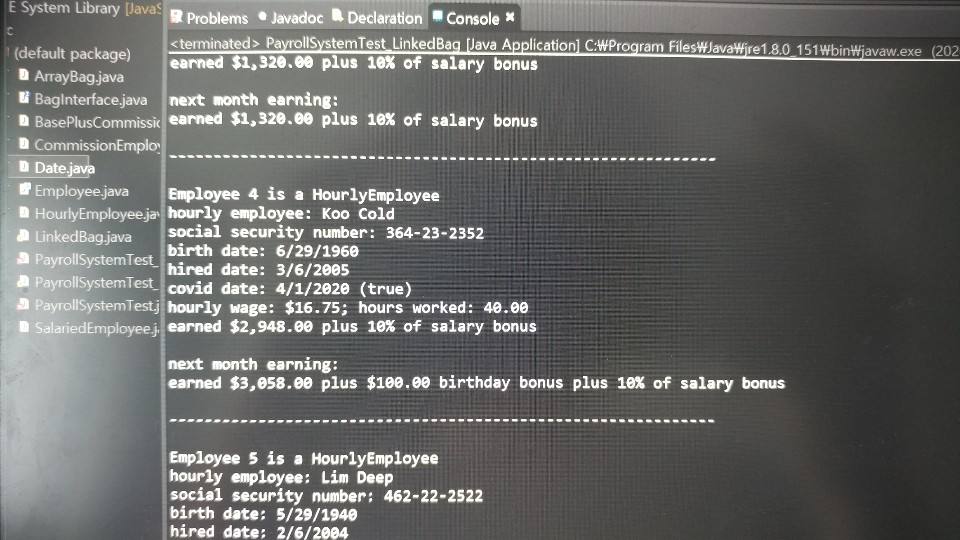 E System Library [JavaS
c
(default package)
ArrayBag.java
BagInterface.java
BasePlusCommissic
CommissionEmploy
Date.java
Employee.java
HourlyEmployee.jav
LinkedBag.java
PayrollSystemTest_
PayrollSystemTest_
PayrollSystemTest.j
SalariedEmployee.j
Problems Javadoc Declaration Console
<terminated> PayrollSystemTest_LinkedBag [Java Application] C:₩Program Files₩Java₩jre1.8.0_151₩bin₩javaw.exe (202
earned $1,320.00 plus 10% of salary bonus
next month earning:
earned $1,320.00 plus 10% of salary bonus
--------------------------------------------------------------
Employee 4 is a HourlyEmployee
hourly employee: Koo Cold
social security number: 364-23-2352
birth date: 6/29/1960
hired date: 3/6/2005
covid date: 4/1/2020 (true)
hourly wage: $16.75; hours worked: 40.00
earned $2,948.00 plus 10% of salary bonus
next month earning:
earned $3,058.00 plus $100.00 birthday bonus plus 10% of salary bonus
--------------------------------------------------------------
Employee 5 is a HourlyEmployee
hourly employee: Lim Deep
social security number: 462-22-2522
birth date: 5/29/1940
hired date: 2/6/2004